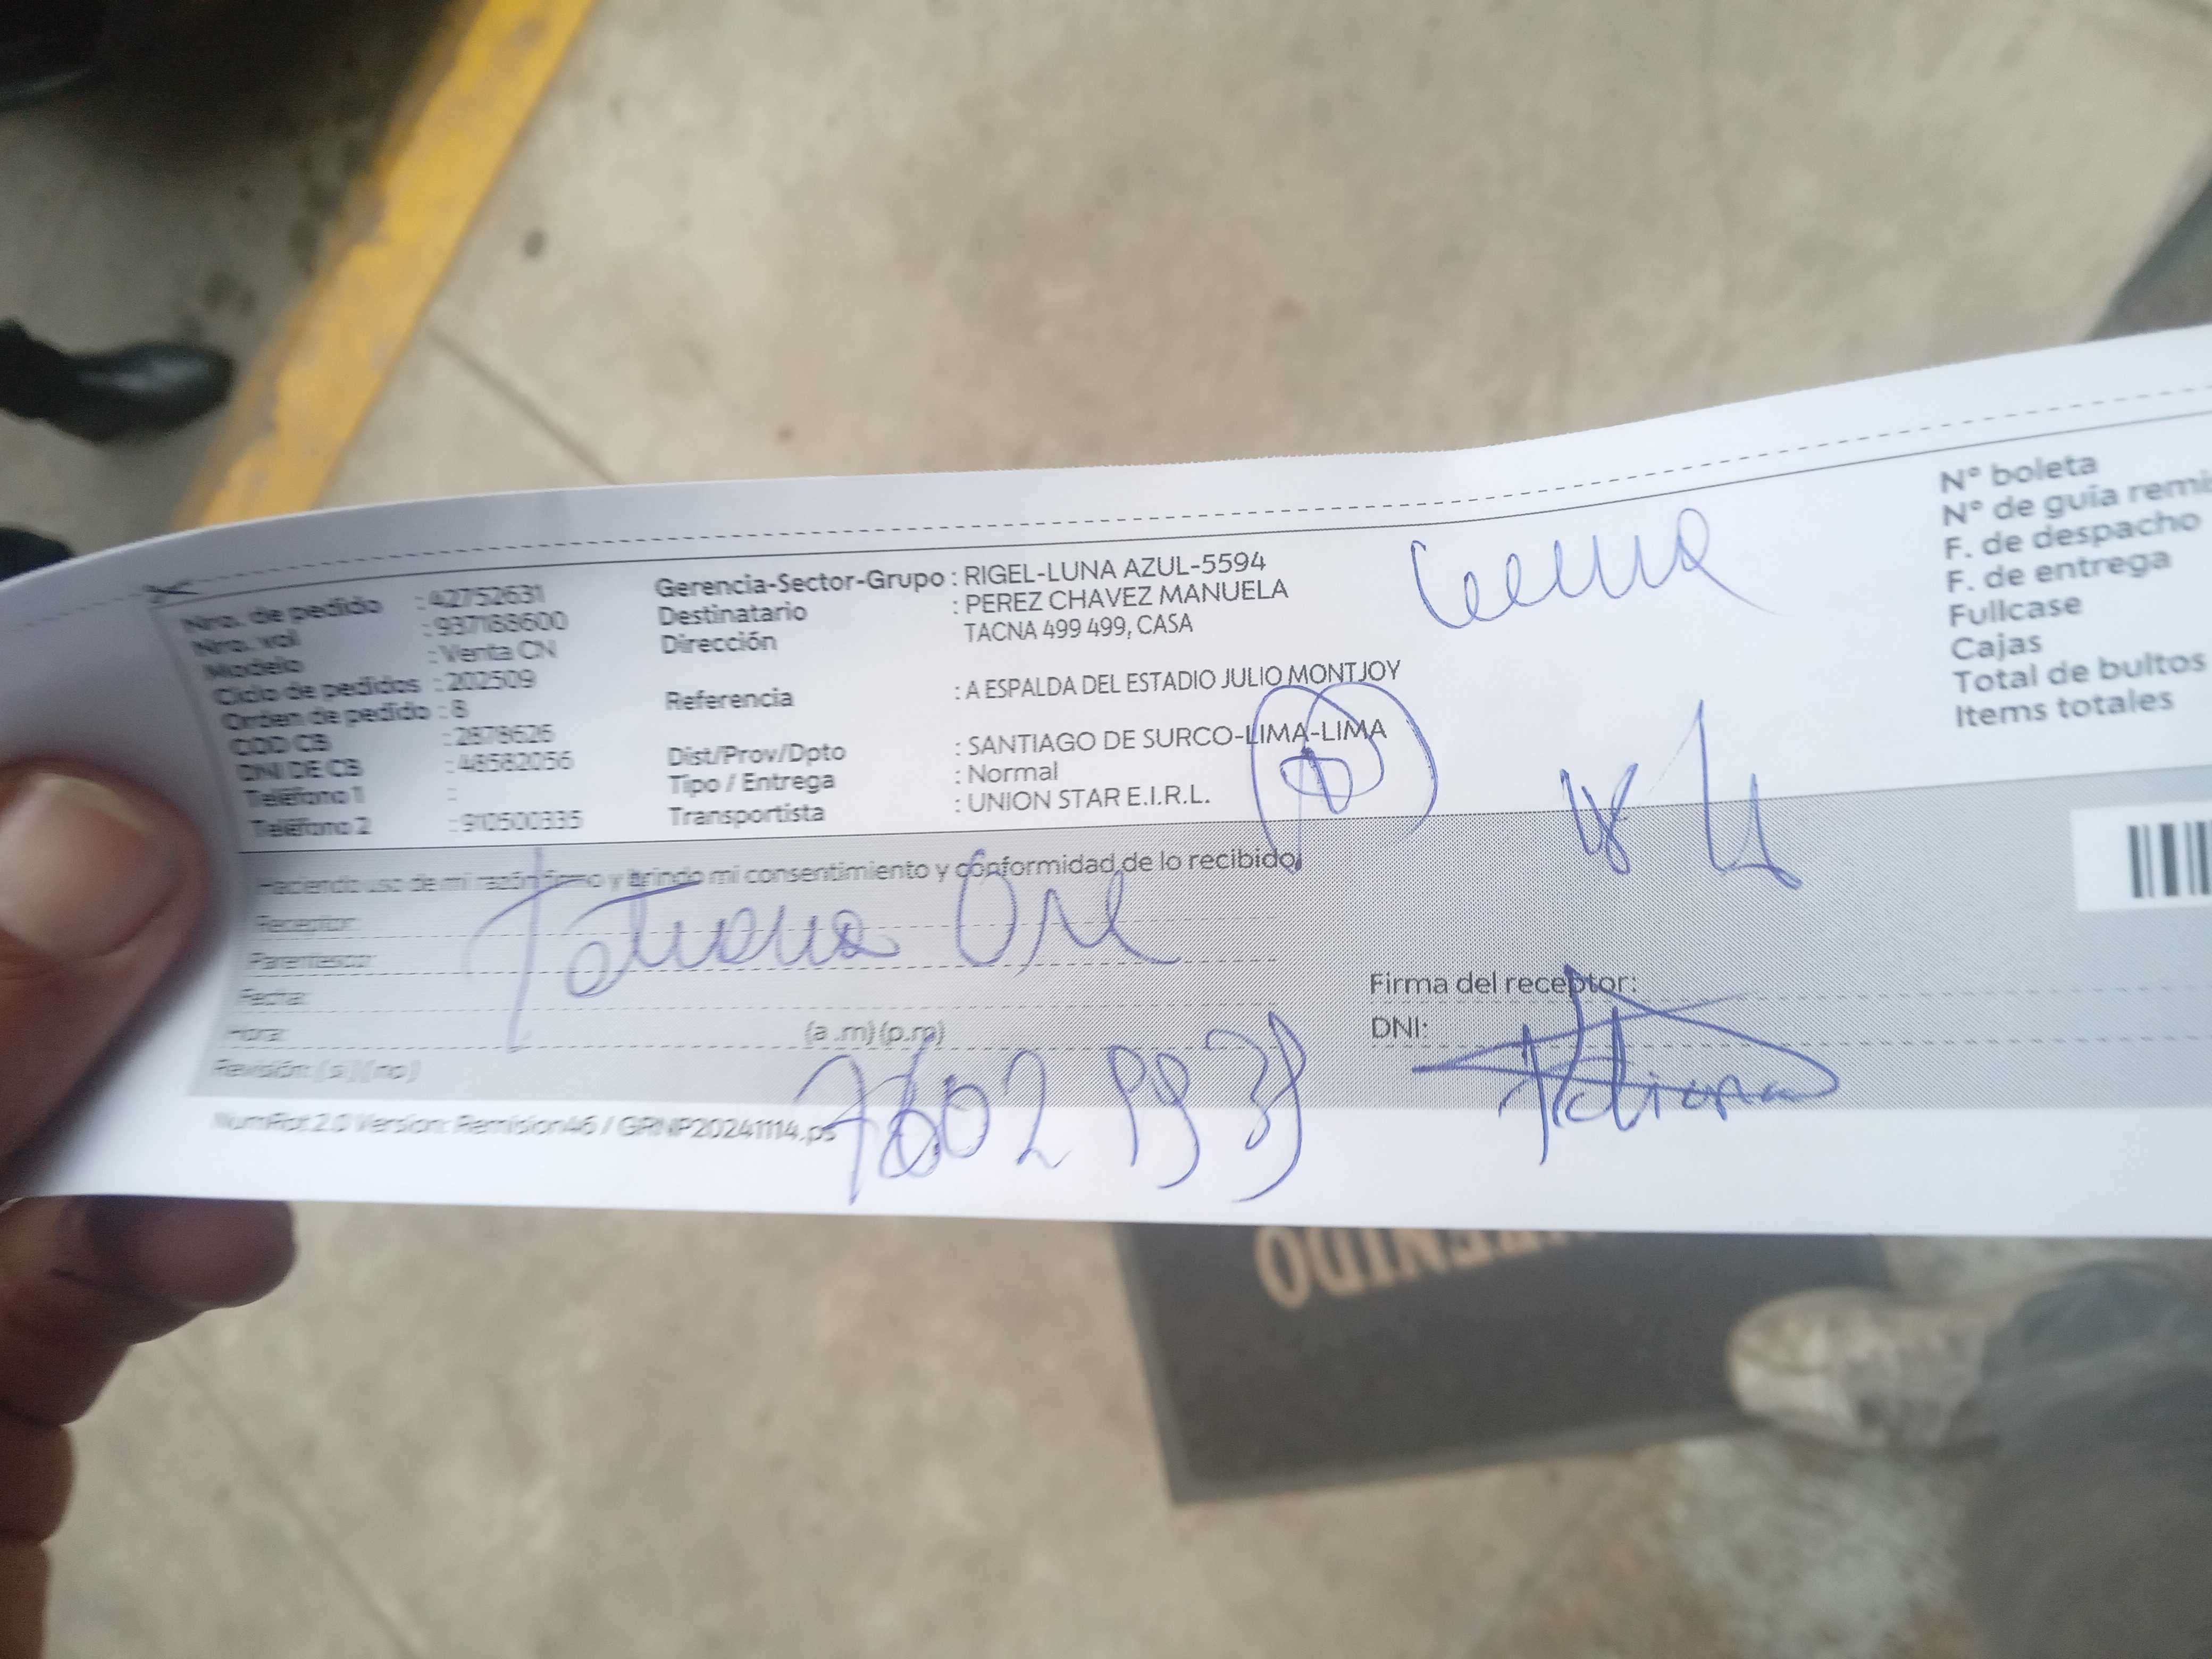 Nro. de pedido : 42752631
Nro. val : 937188600
Modelo : Venta CN
Ciclo de pedidos : 202509
Orden de pedido : 8
COD CB : 2878626
DNI DE CB : 48582056
Teléfono 1 :
Teléfono 2 : 910500335
Gerencia-Sector-Grupo : RIGEL-LUNA AZUL-5594
Destinatario : PEREZ CHAVEZ MANUELA
Dirección TACNA 499 499, CASA
Referencia : A ESPALDA DEL ESTADIO JULIO MONTJOY
Dist/Prov/Dpto : SANTIAGO DE SURCO-LIMA-LIMA
Tipo / Entrega : Normal
Transportista : UNION STAR E.I.R.L.
N° boleta
N° de guía
F. de despacho
F. de entrega
Fullcase
Cajas
Total de bultos
Items totales
Haciendo uso de mi razón firmo y brindo mi consentimiento y conformidad de lo recibido
Receptor: Tatiana Ore
Parentesco:
Fecha:
Hora: (a .m) (p.m)
Revisión: ( si ) ( no )
Firma del receptor:
DNI:
Tatiana
NumRot 2.0 Version: Remision46 / GRNP20241114.ps